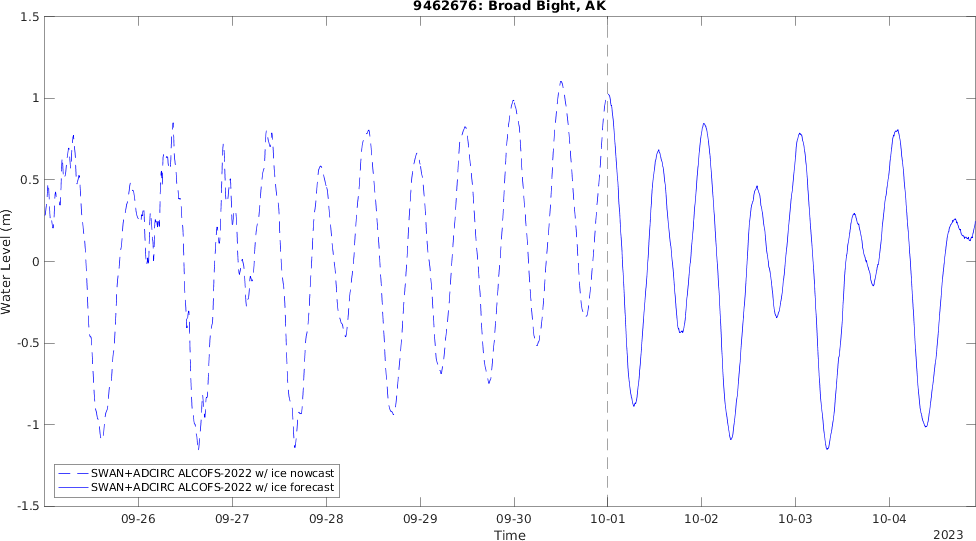 9462676: Broad Bight, AK
1.5
1
0.5
0
-0.5
-1
-1.5
Water Level (m)
SWAN+ADCIRC ALCOFS-2022 w/ ice nowcast
SWAN+ADCIRC ALCOFS-2022 w/ ice forecast
09-26 09-27 09-28 09-29 09-30 10-01 10-02 10-03 10-04
Time
2023